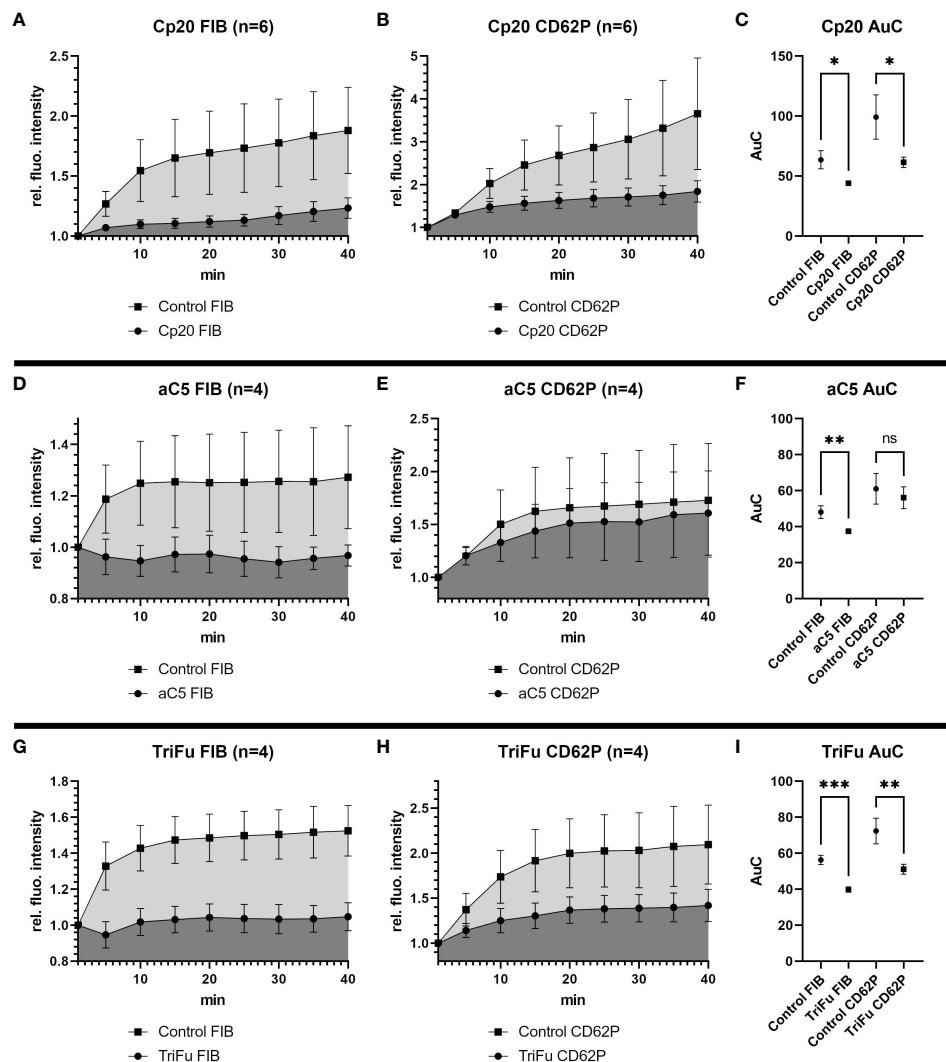 A
Cp20 FIB (n=6)
rel. fluo. intensity
2.5
2.0
1.5
1.0
10
20
30
40
min
Control FIB
Cp20 FIB
B
Cp20 CD62P (n=6)
rel. fluo. intensity
5
4
3
2
1
10
20
30
40
min
Control CD62P
Cp20 CD62P
C
Cp20 AuC
AuC
150
100
50
0
*
*
Control FIB
Cp20 FIB
Control CD62P
Cp20 CD62P
D
aC5 FIB (n=4)
rel. fluo. intensity
1.4
1.2
1.0
0.8
10
20
30
40
min
Control FIB
aC5 FIB
E
aC5 CD62P (n=4)
rel. fluo. intensity
2.5
2.0
1.5
1.0
10
20
30
40
min
Control CD62P
aC5 CD62P
F
aC5 AuC
AuC
100
80
60
40
20
0
**
ns
Control FIB
aC5 FIB
Control CD62P
aC5 CD62P
G
TriFu FIB (n=4)
rel. fluo. intensity
1.8
1.6
1.4
1.2
1.0
0.8
10
20
30
40
min
Control FIB
TriFu FIB
H
TriFu CD62P (n=4)
rel. fluo. intensity
2.5
2.0
1.5
1.0
10
20
30
40
min
Control CD62P
TriFu CD62P
I
TriFu AuC
AuC
100
80
60
40
20
0
***
**
Control FIB
TriFu FIB
Control CD62P
TriFu CD62P